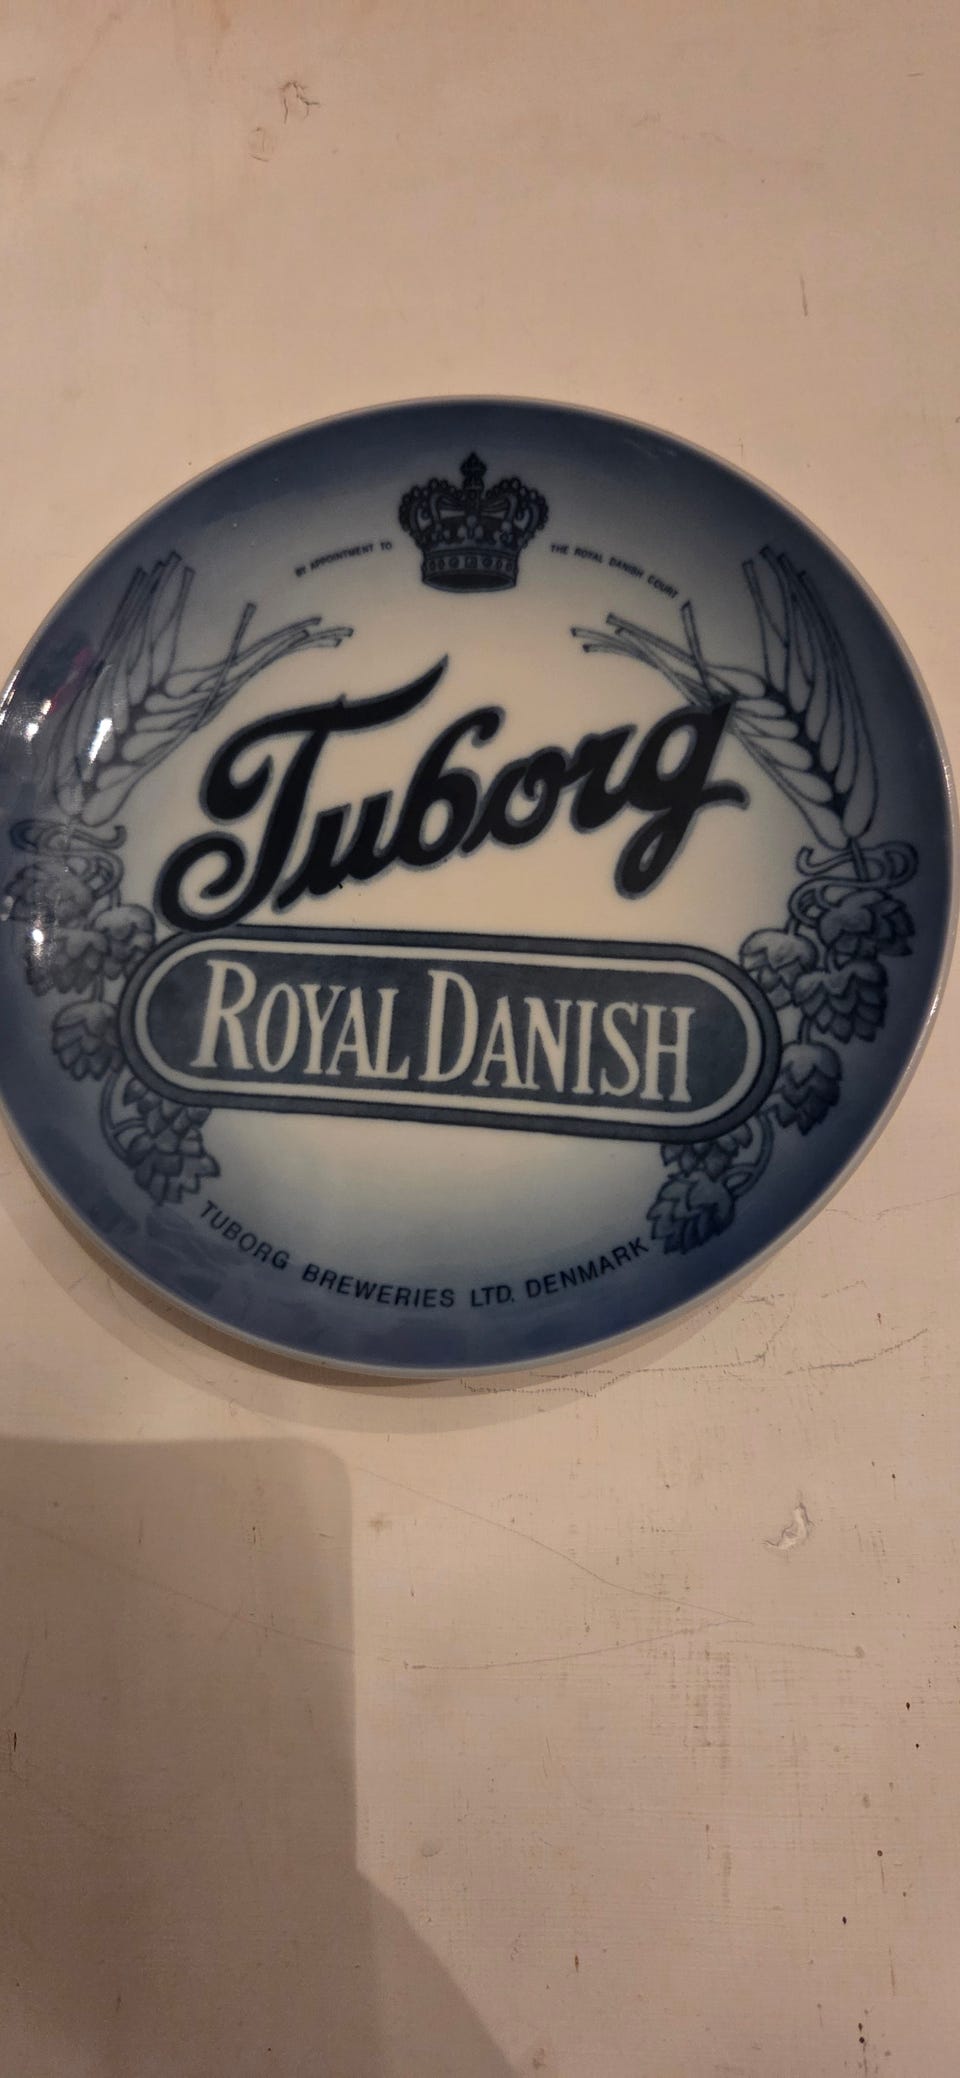 BY APPOINTMENT TO THE ROYAL DANISH COURT
Tuborg
ROYAL DANISH
TUBORG BREWERIES LTD. DENMARK